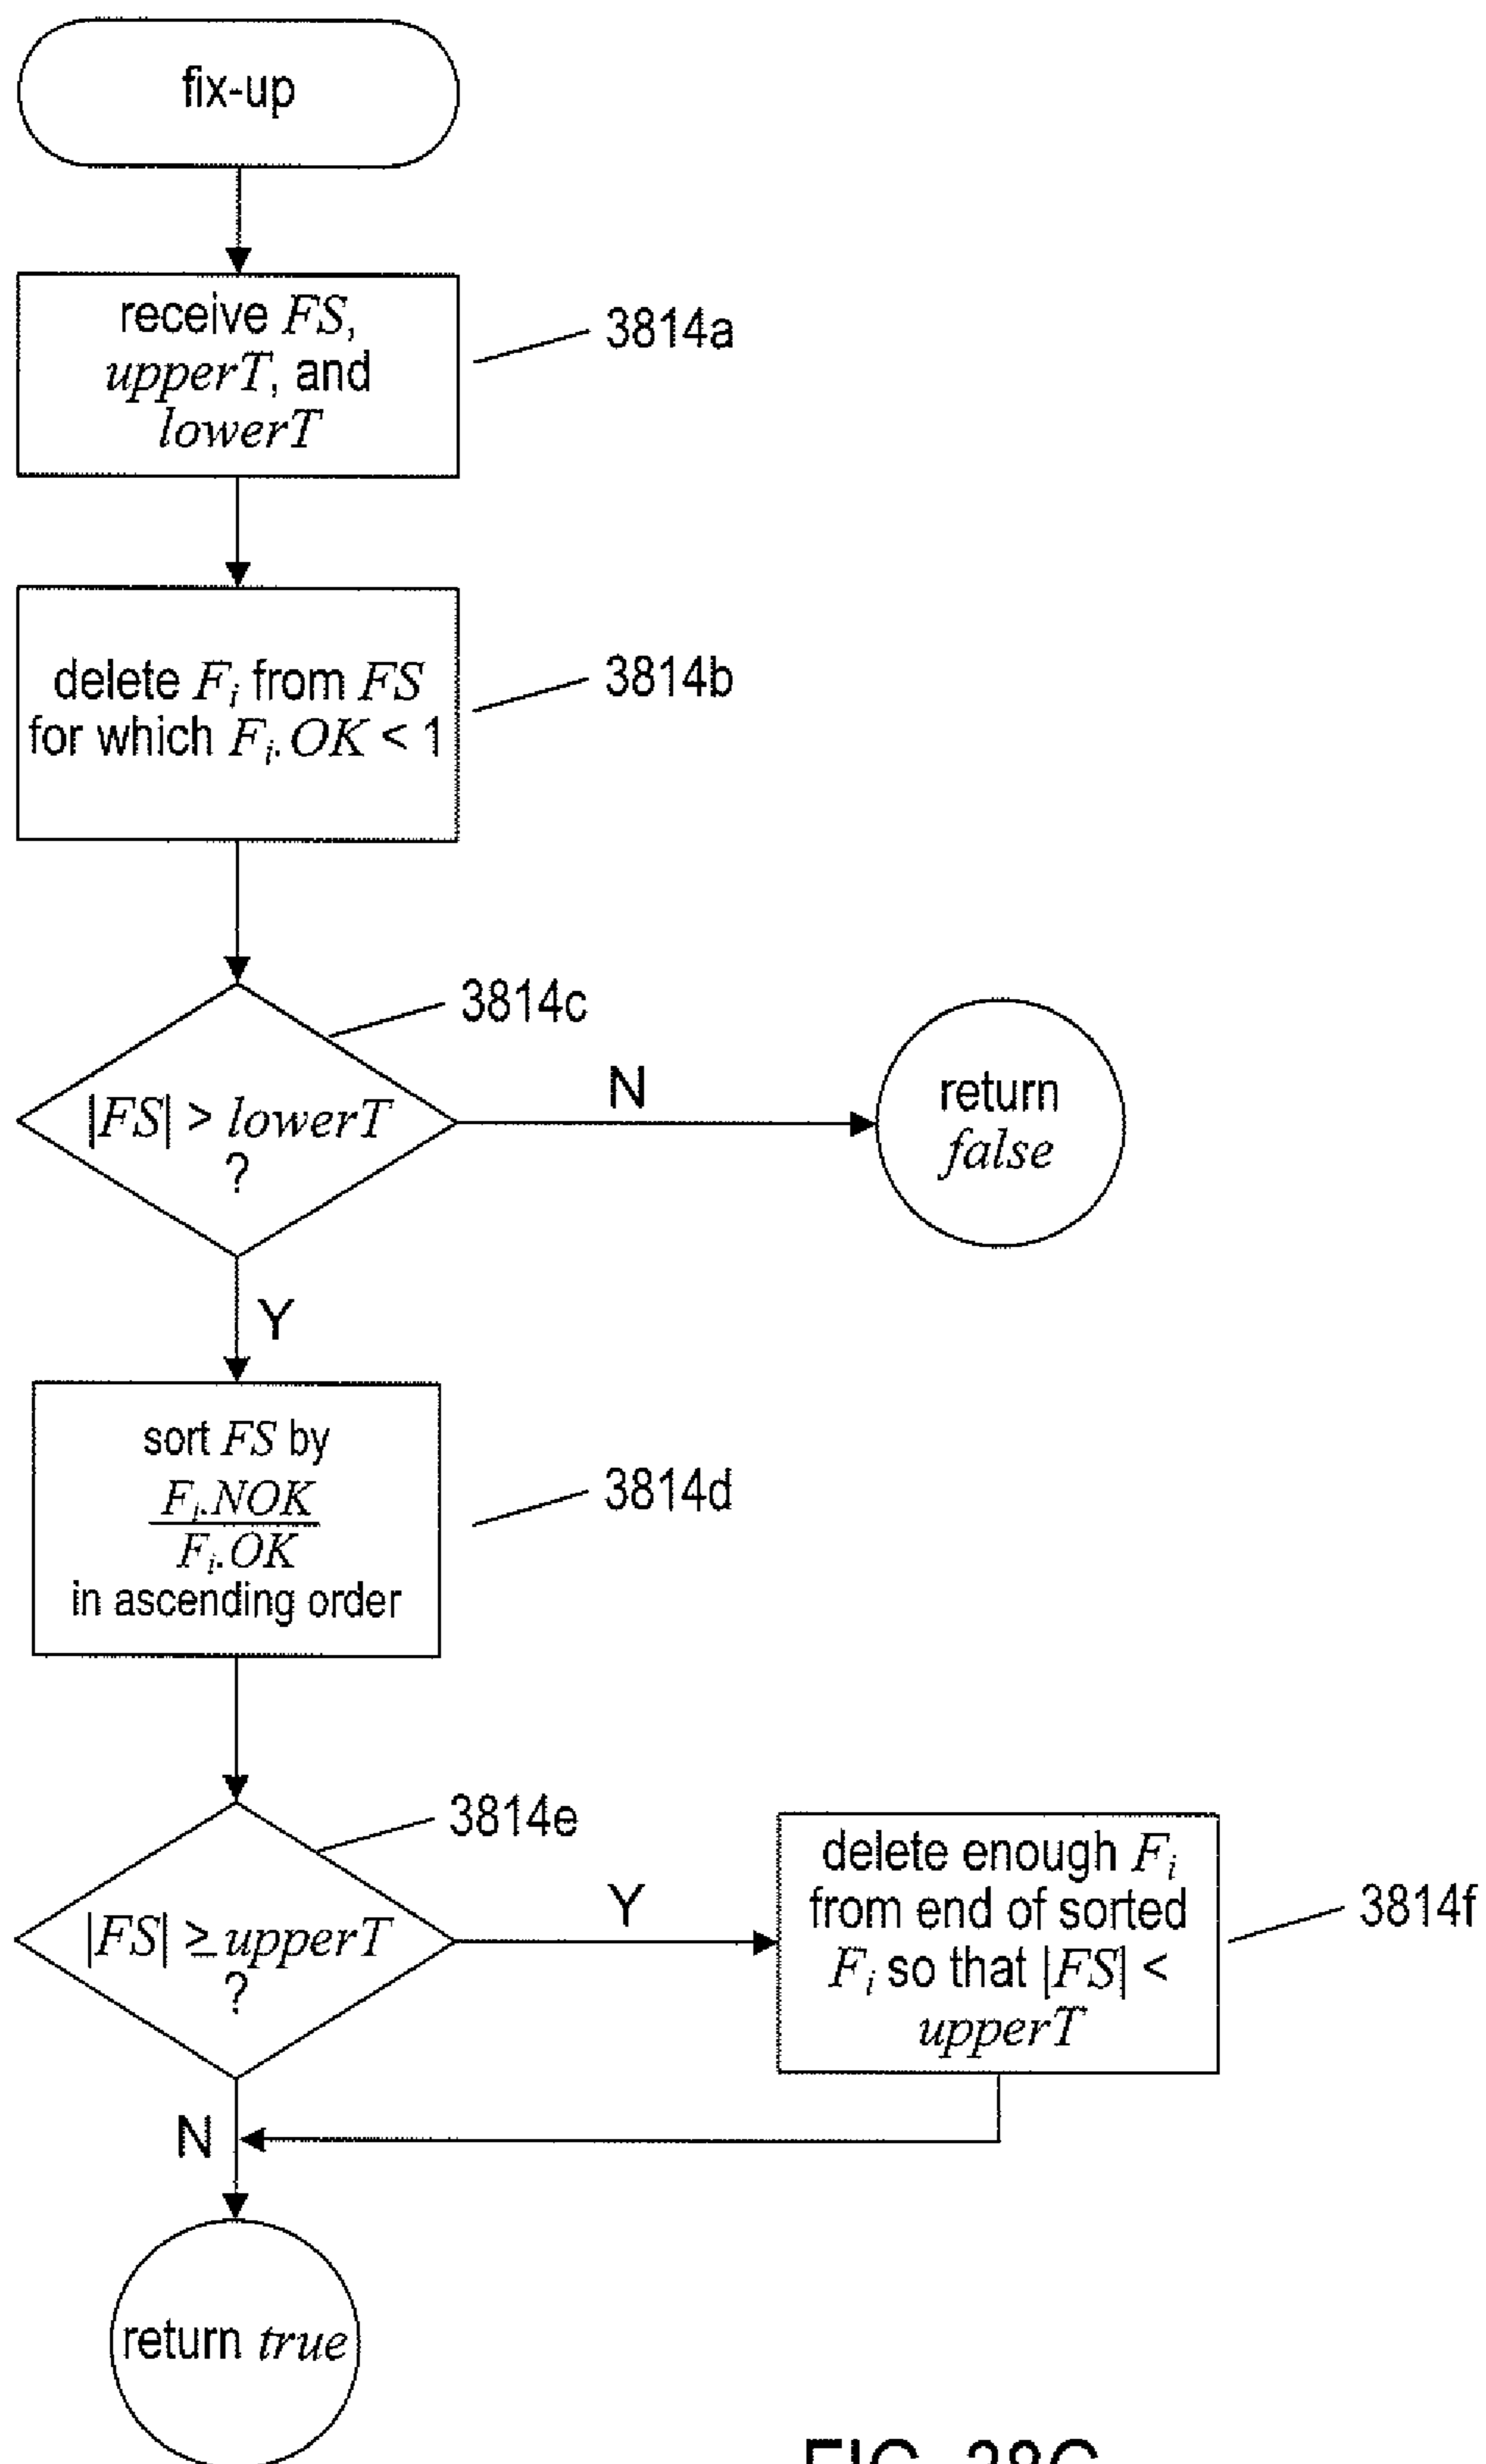 fix-up
receive FS,
upperT, and
lowerT
3814a
delete Fi from FS
for which Fi.OK < 1
3814b
3814c
|FS| > lowerT
?
N
return
false
Y
sort FS by
Fi.NOK
Fi.OK
in ascending order
3814d
3814e
|FS| ≥ upperT
?
Y
delete enough Fi
from end of sorted
Fi so that |FS| <
upperT
3814f
N
return true